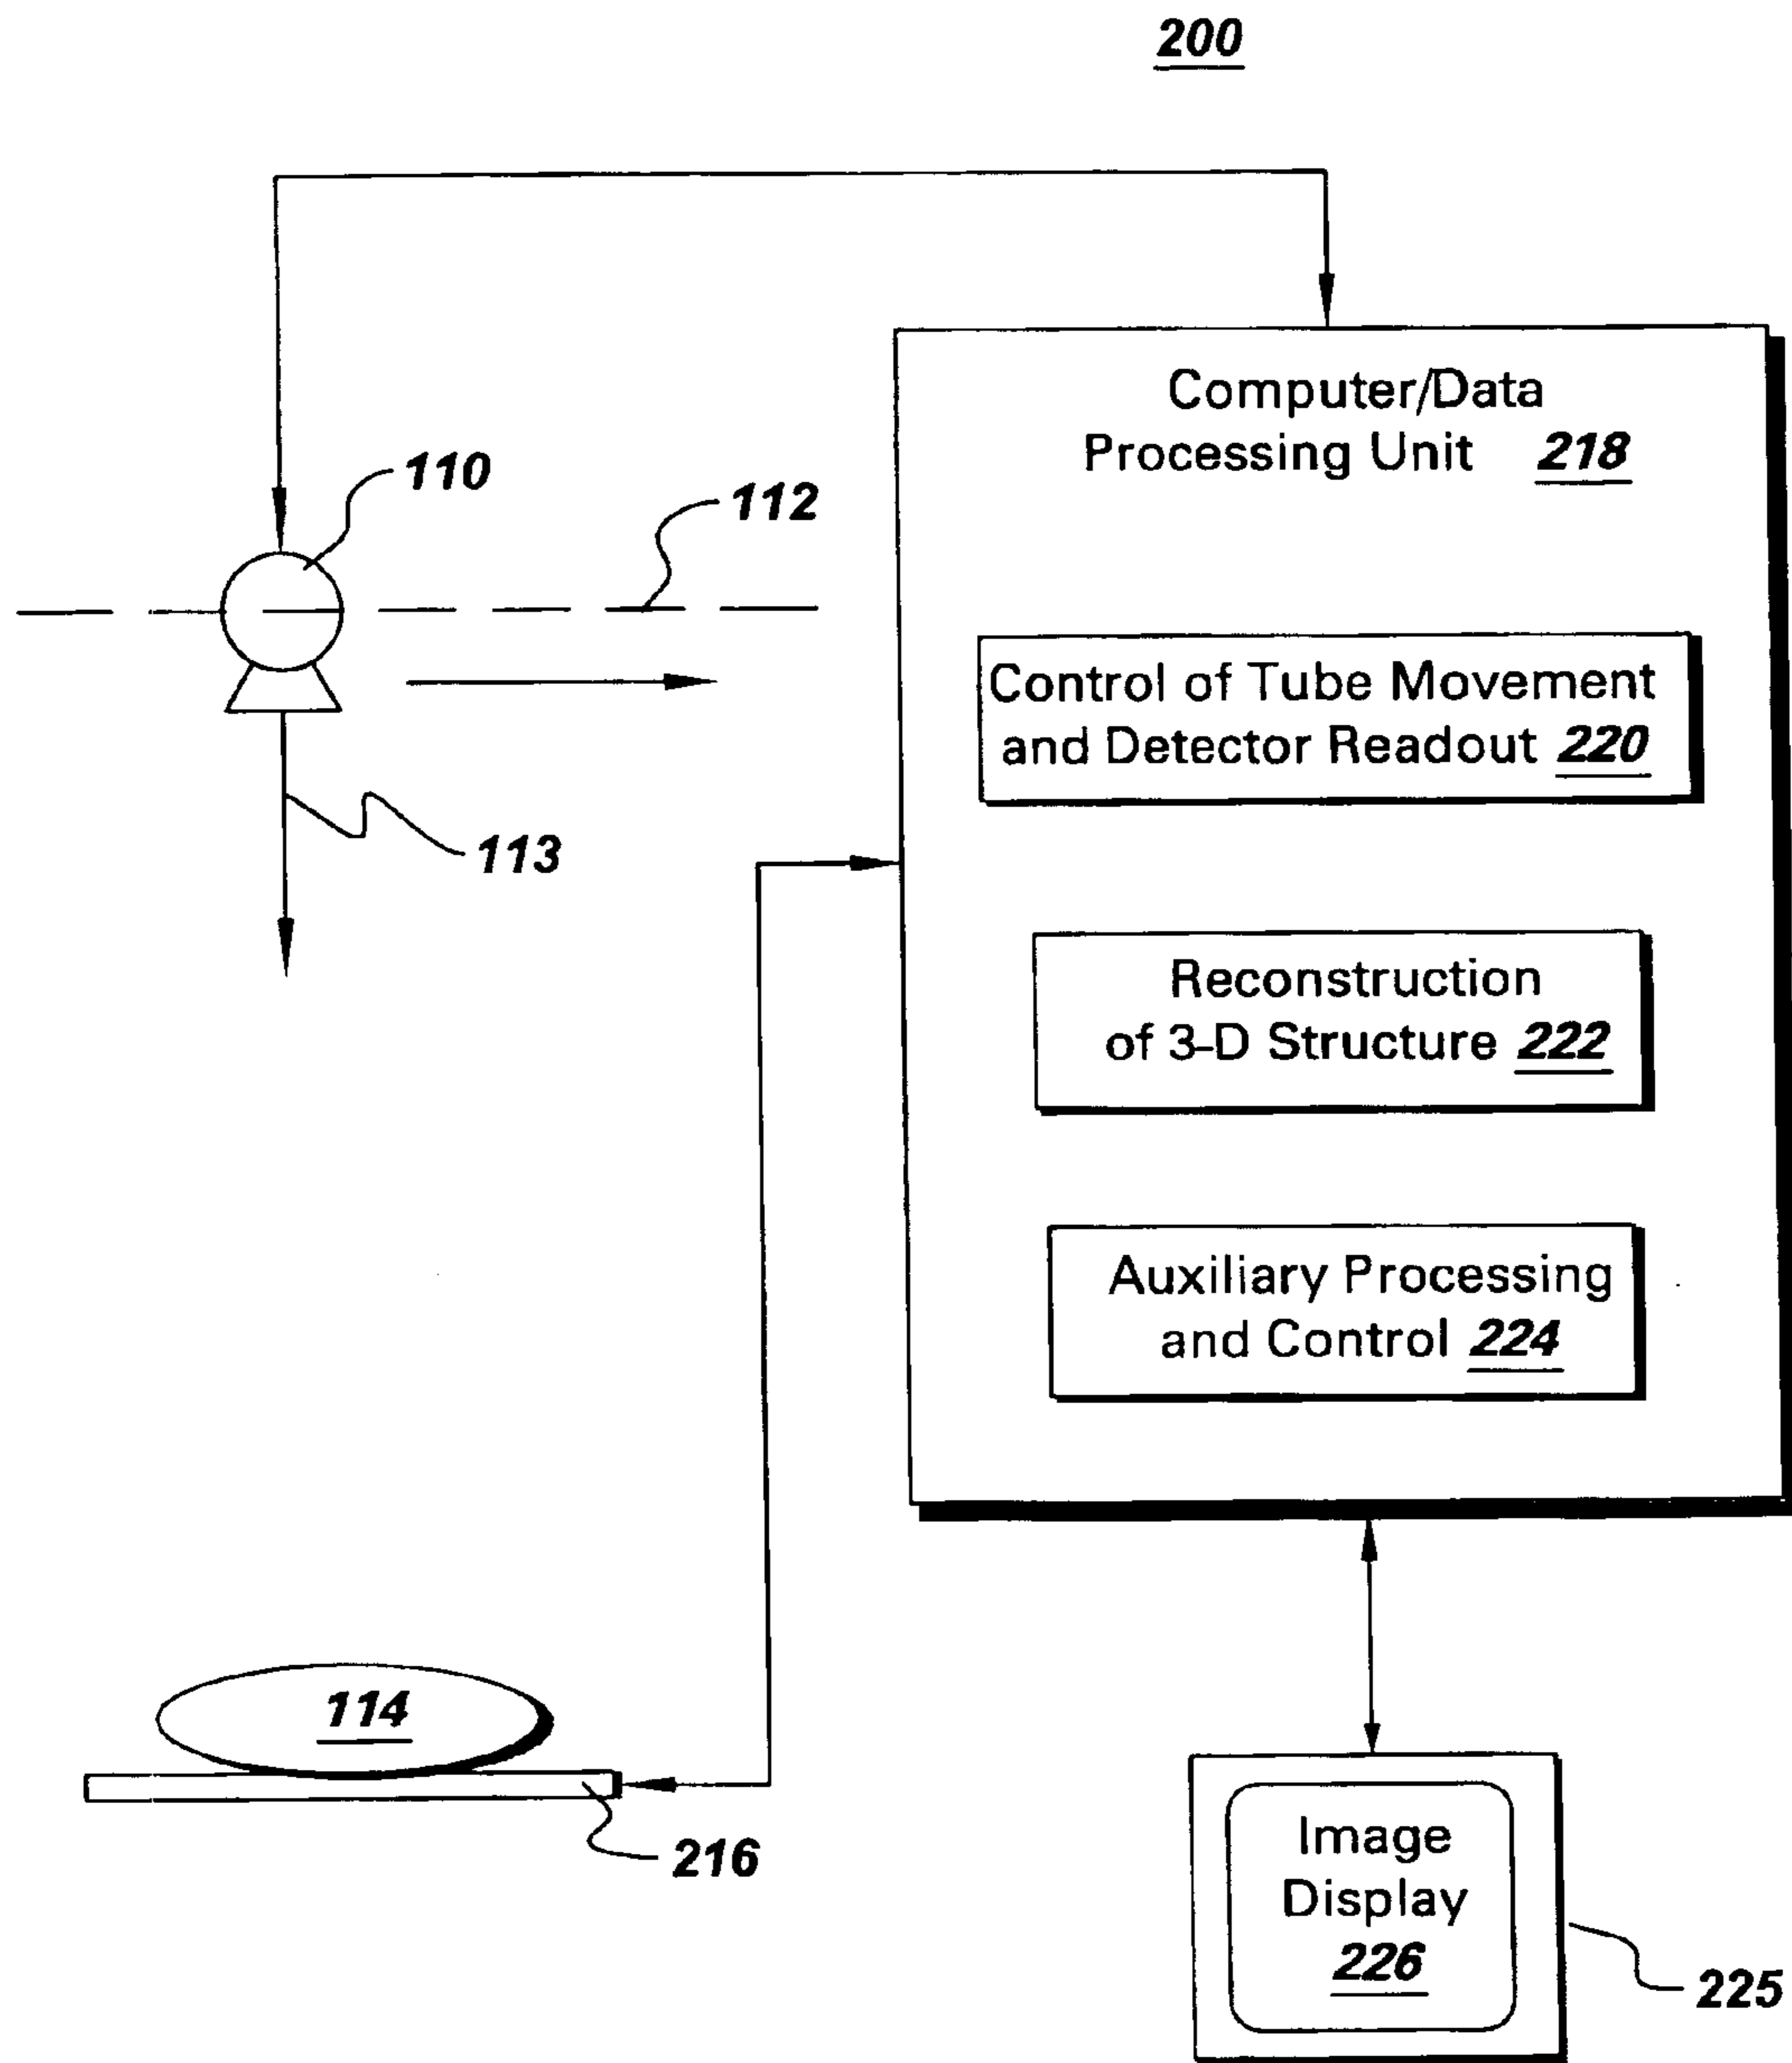 200
Computer/Data
Processing Unit 218
110
112
Control of Tube Movement
and Detector Readout 220
113
Reconstruction
of 3-D Structure 222
Auxiliary Processing
and Control 224
114
216
Image
Display
226
225